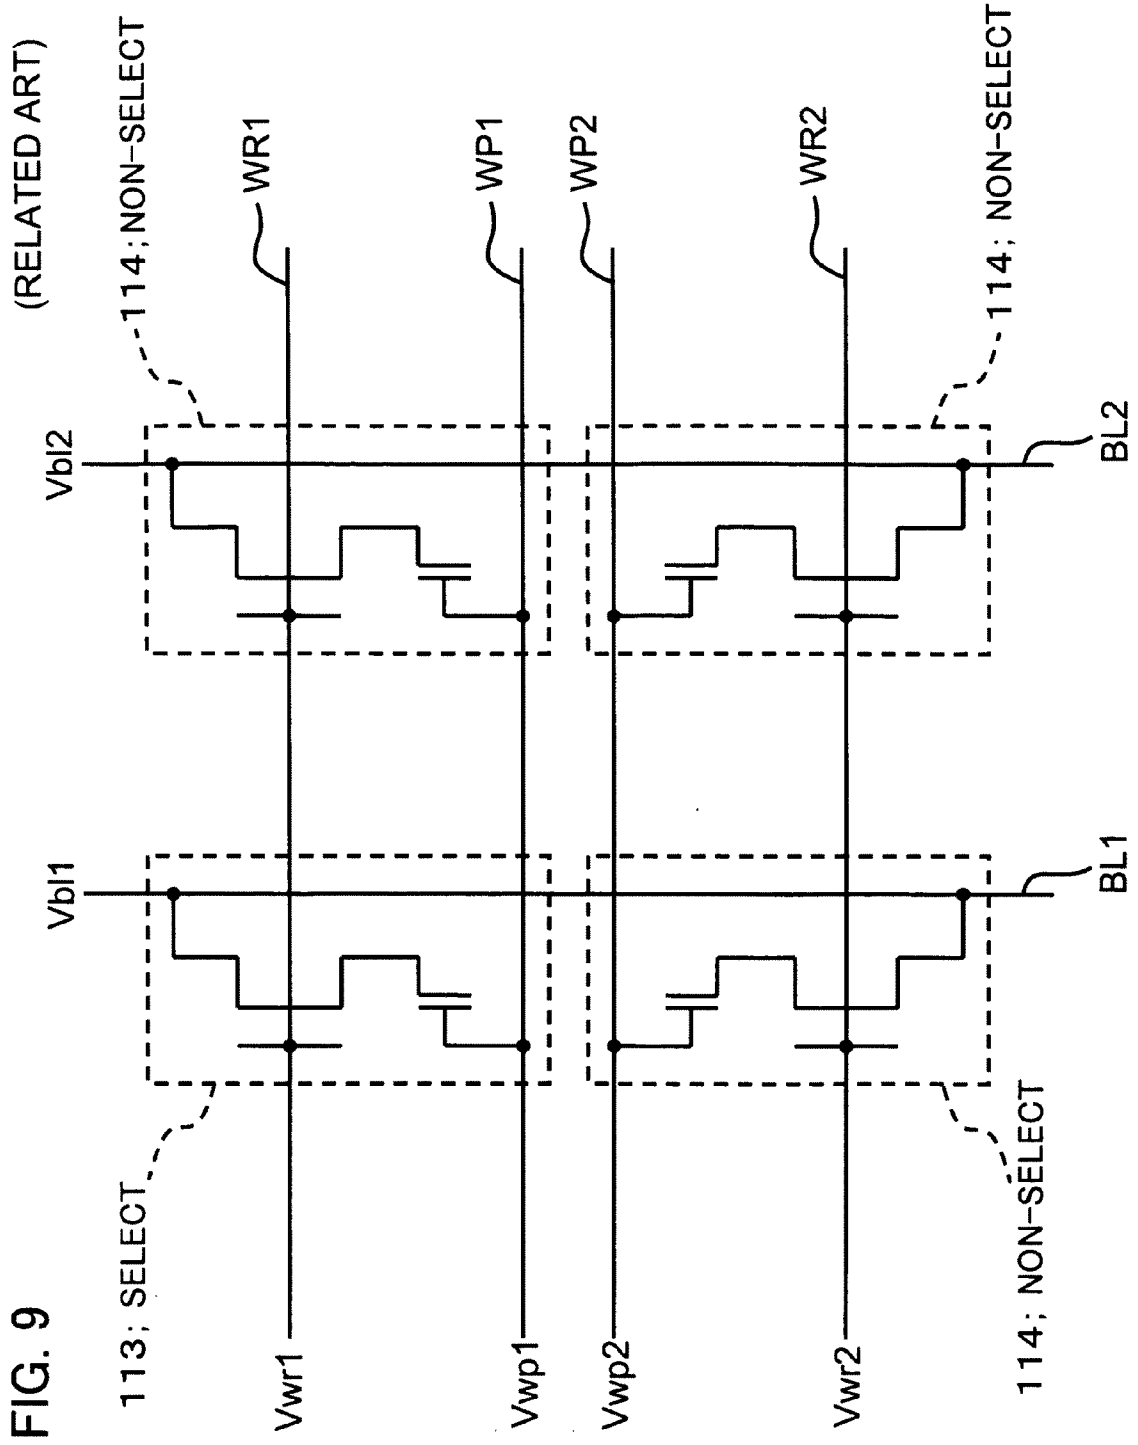 FIG. 9
(RELATED ART)
113; SELECT
114;NON-SELECT
Vbl1
Vbl2
Vwr1
WR1
Vwp1
WP1
Vwp2
WP2
Vwr2
WR2
114; NON-SELECT
114; NON-SELECT
BL1
BL2